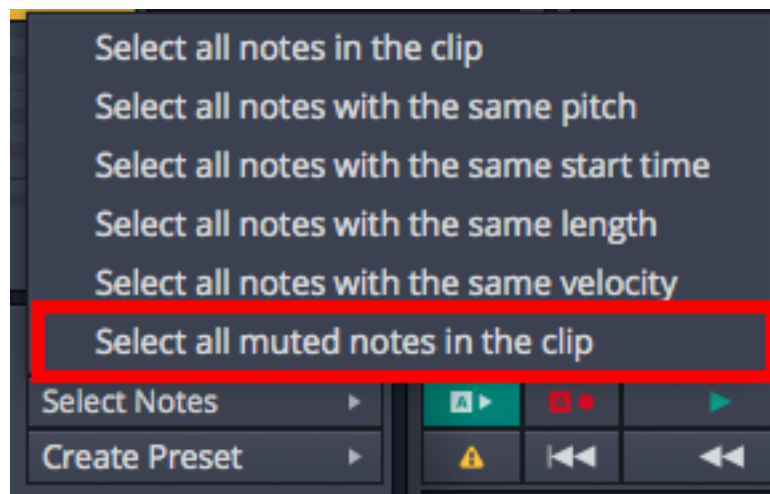 Select all notes in the clip
Select all notes with the same pitch
Select all notes with the same start time
Select all notes with the same length
Select all notes with the same velocity
Select all muted notes in the clip
Select Notes
A A
Create Preset